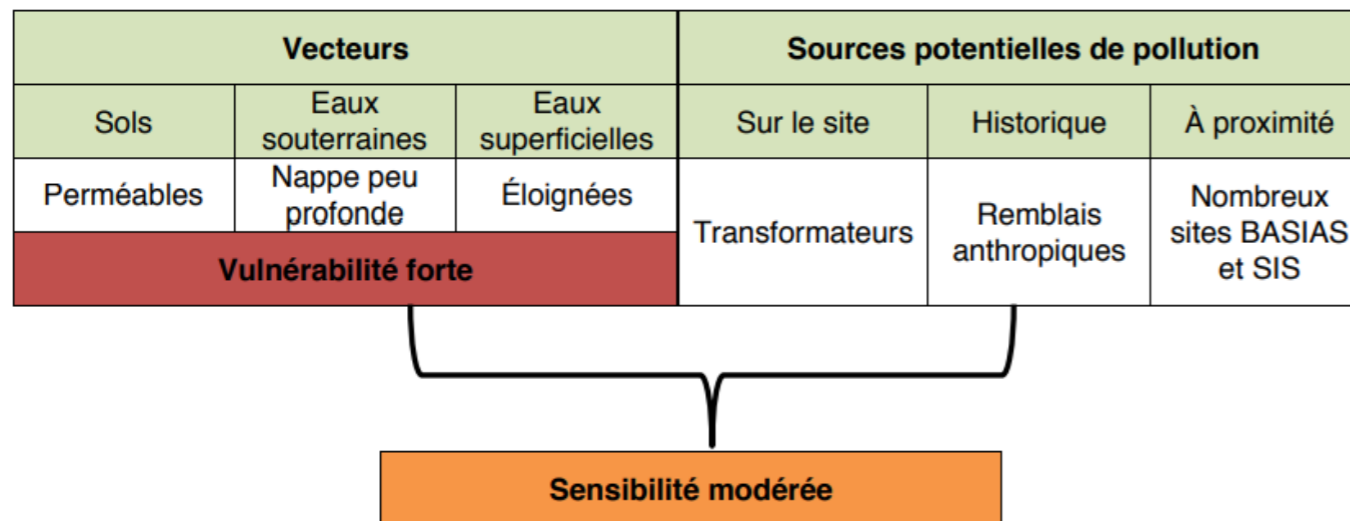 Vecteurs
Sources potentielles de pollution
Sols
Eaux
souterraines
Eaux
superficielles
Sur le site
Historique
À proximité
Perméables
Nappe peu
profonde
Éloignées
Transformateurs
Remblais
anthropiques
Nombreux
sites BASIAS
et SIS
Vulnérabilité forte
Sensibilité modérée